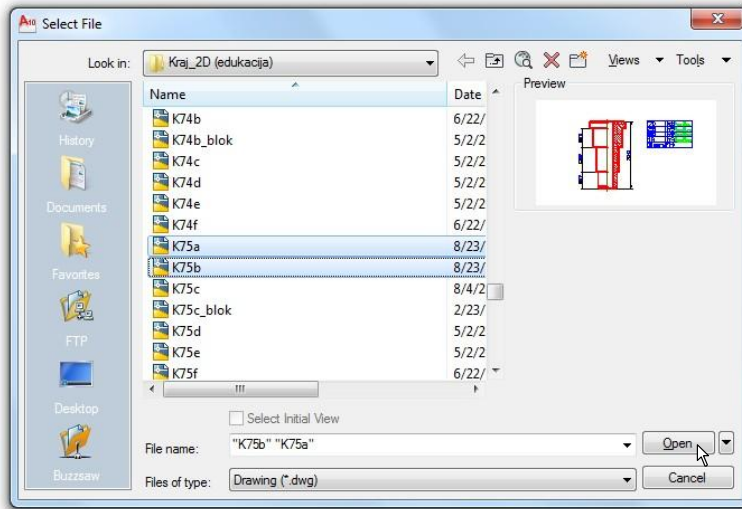 A10 Select File
Look in: Kraj_2D (edukacija) Views Tools
Name Date Preview
K74b 6/22/
K74b_blok 5/2/2
K74c 5/2/2
K74d 5/2/2
K74e 5/2/2
K74f 6/22/
K75a 8/23/
K75b 8/23/
K75c 8/4/2
K75c_blok 2/23/
K75d 5/2/2
K75e 5/2/2
K75f 6/22/
History
Documents
Favorites
FTP
Desktop
Buzzsaw
Select Initial View
File name: "K75b" "K75a" Open
Files of type: Drawing (*.dwg) Cancel